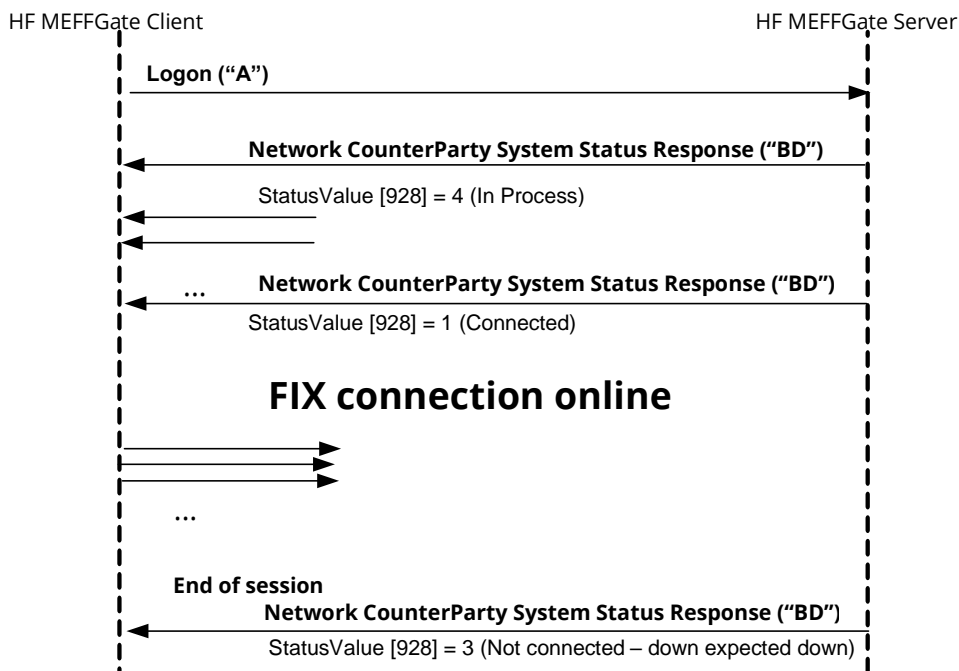 HF MEFFGate Client
HF MEFFGate Server
Logon (“A”)
Network CounterParty System Status Response (“BD”)
StatusValue [928] = 4 (In Process)
... Network CounterParty System Status Response (“BD”)
StatusValue [928] = 1 (Connected)
FIX connection online
...
End of session
Network CounterParty System Status Response (“BD”)
StatusValue [928] = 3 (Not connected – down expected down)